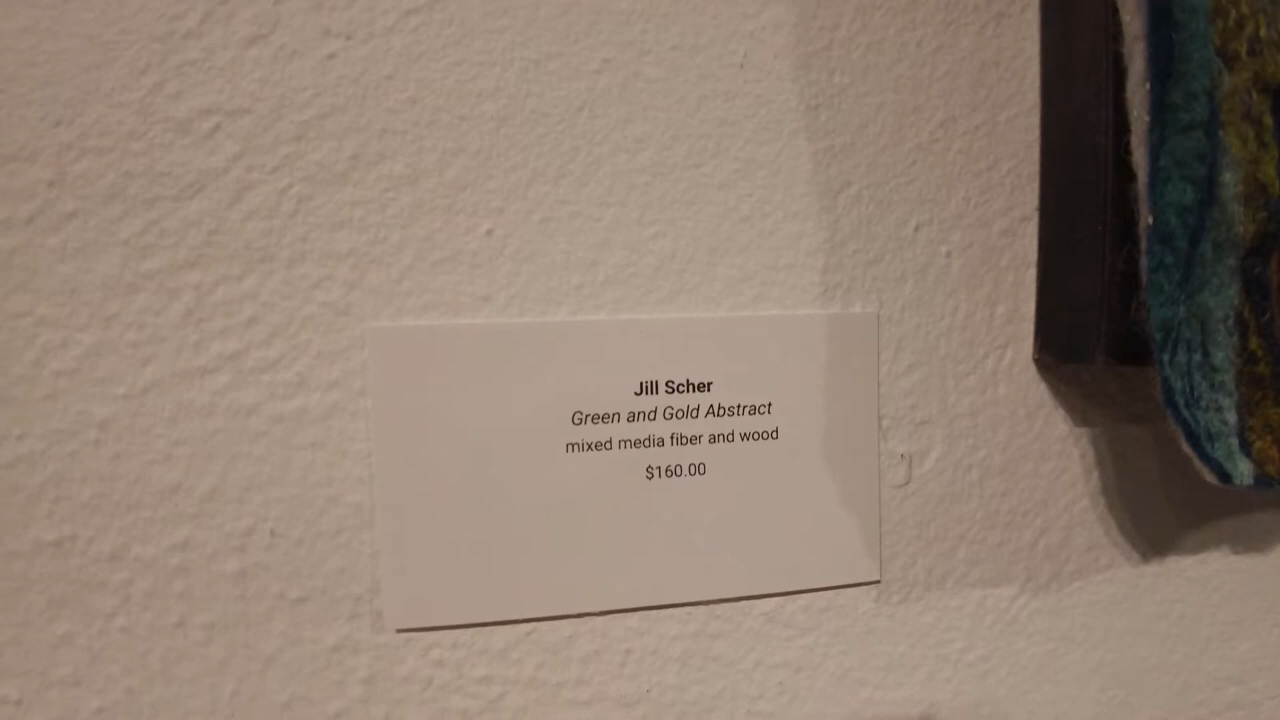 Jill Scher
Green and Gold Abstract
mixed media fiber and wood
$160.00